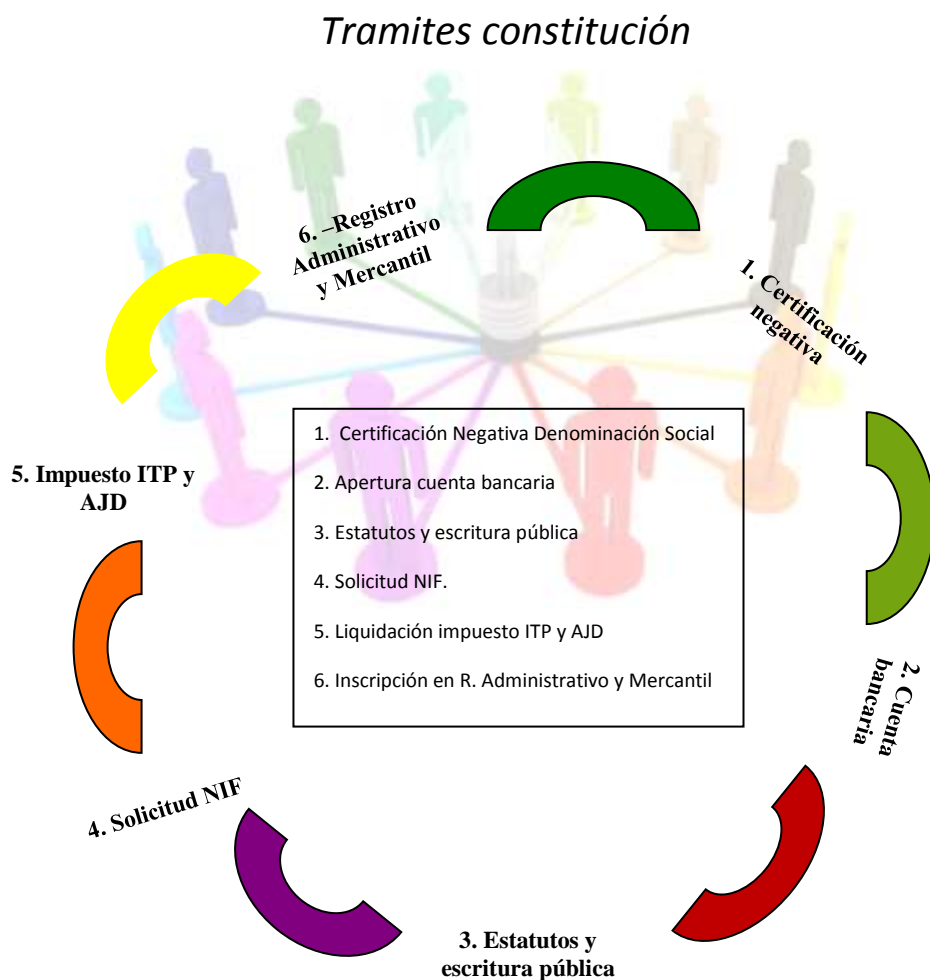 Tramites constitución
6. –Registro
Administrativo
y Mercantil
1. Certificación
negativa
1. Certificación Negativa Denominación Social
2. Apertura cuenta bancaria
3. Estatutos y escritura pública
4. Solicitud NIF.
5. Liquidación impuesto ITP y AJD
6. Inscripción en R. Administrativo y Mercantil
5. Impuesto ITP y
AJD
2. Cuenta
bancaria
4. Solicitud NIF
3. Estatutos y
escritura pública